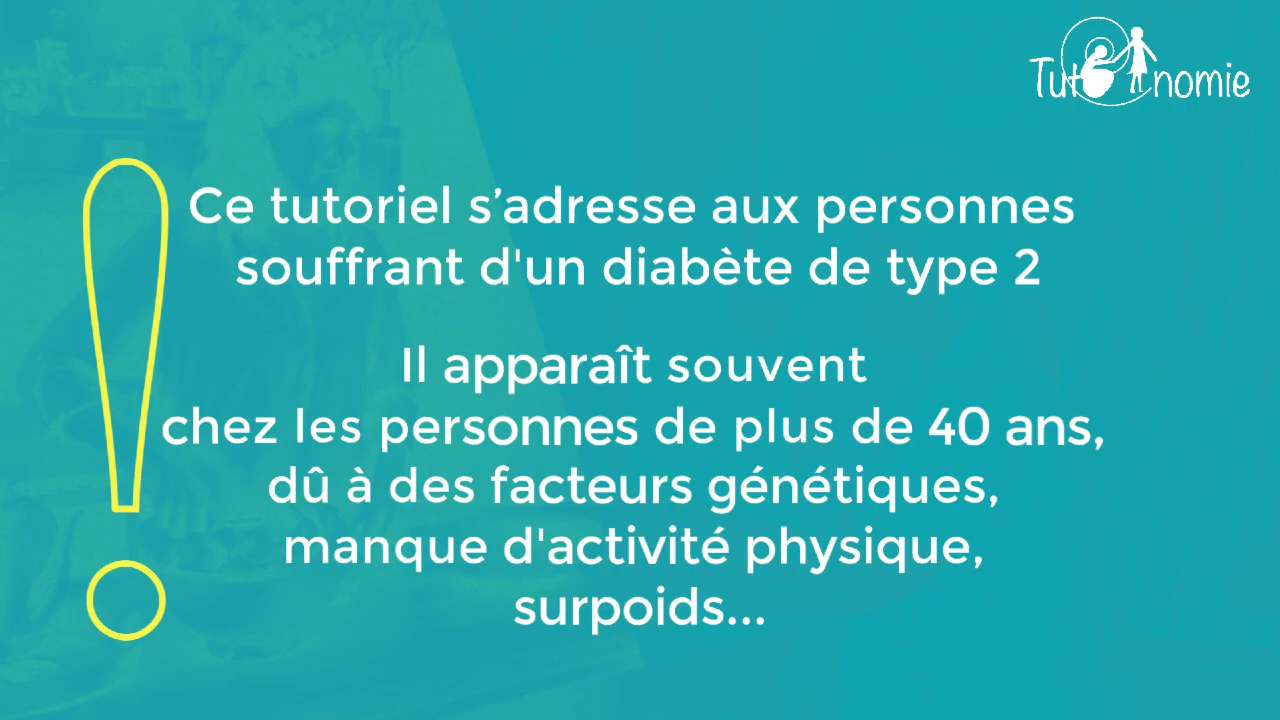 Tutonomie
Ce tutoriel s’adresse aux personnes
souffrant d'un diabète de type 2
Il apparaît souvent
chez les personnes de plus de 40 ans,
dû à des facteurs génétiques,
manque d'activité physique,
surpoids...